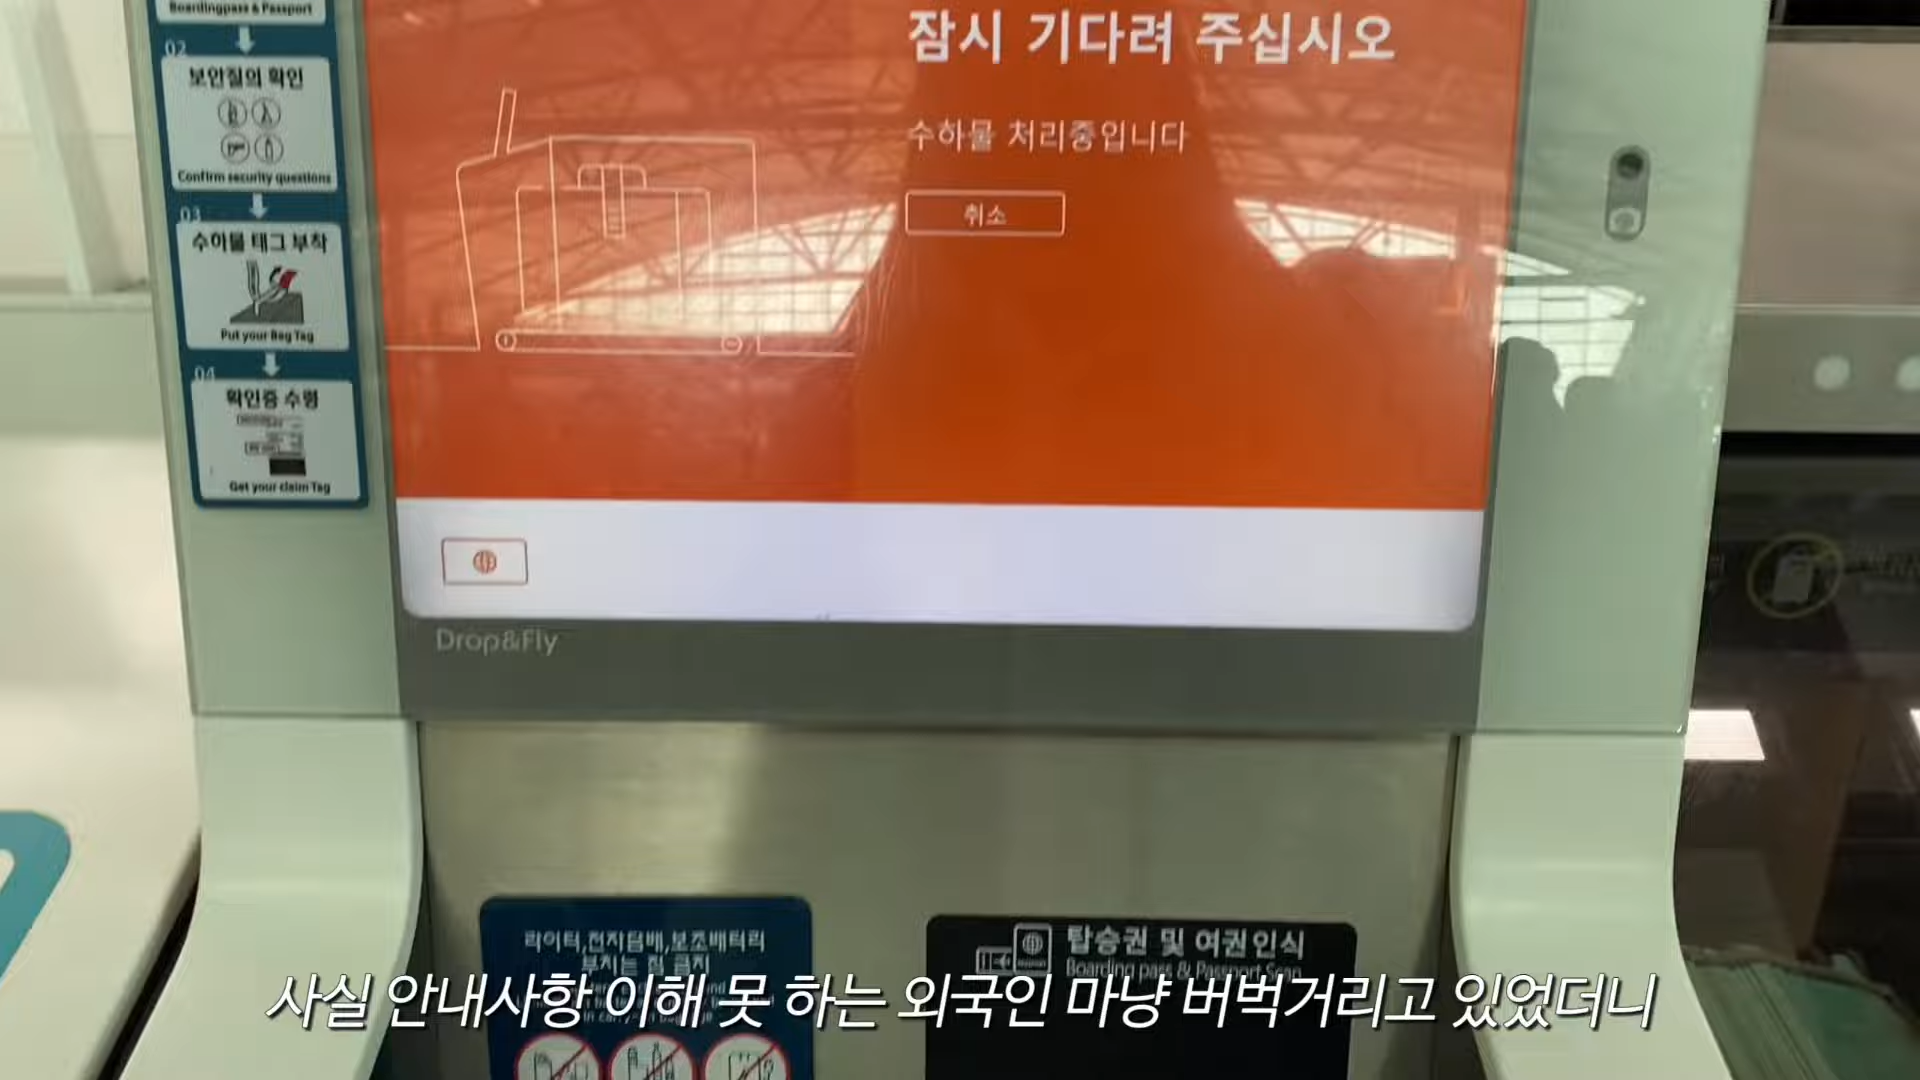 Boardingpass & Passport
02
보안질의 확인
Confirm security questions
03
수하물 태그 부착
Put your Bag Tag
04
확인증 수령
Get your claim Tag
잠시 기다려 주십시오
수하물 처리중입니다
취소
Drop&Fly
라이터,전자담배,보조배터리
부치는 짐 금지
in carry-on baggage
탑승권 및 여권인식
Boarding pass & Passport Scan
사실 안내사항 이해 못 하는 외국인 마냥 버벅거리고 있었더니